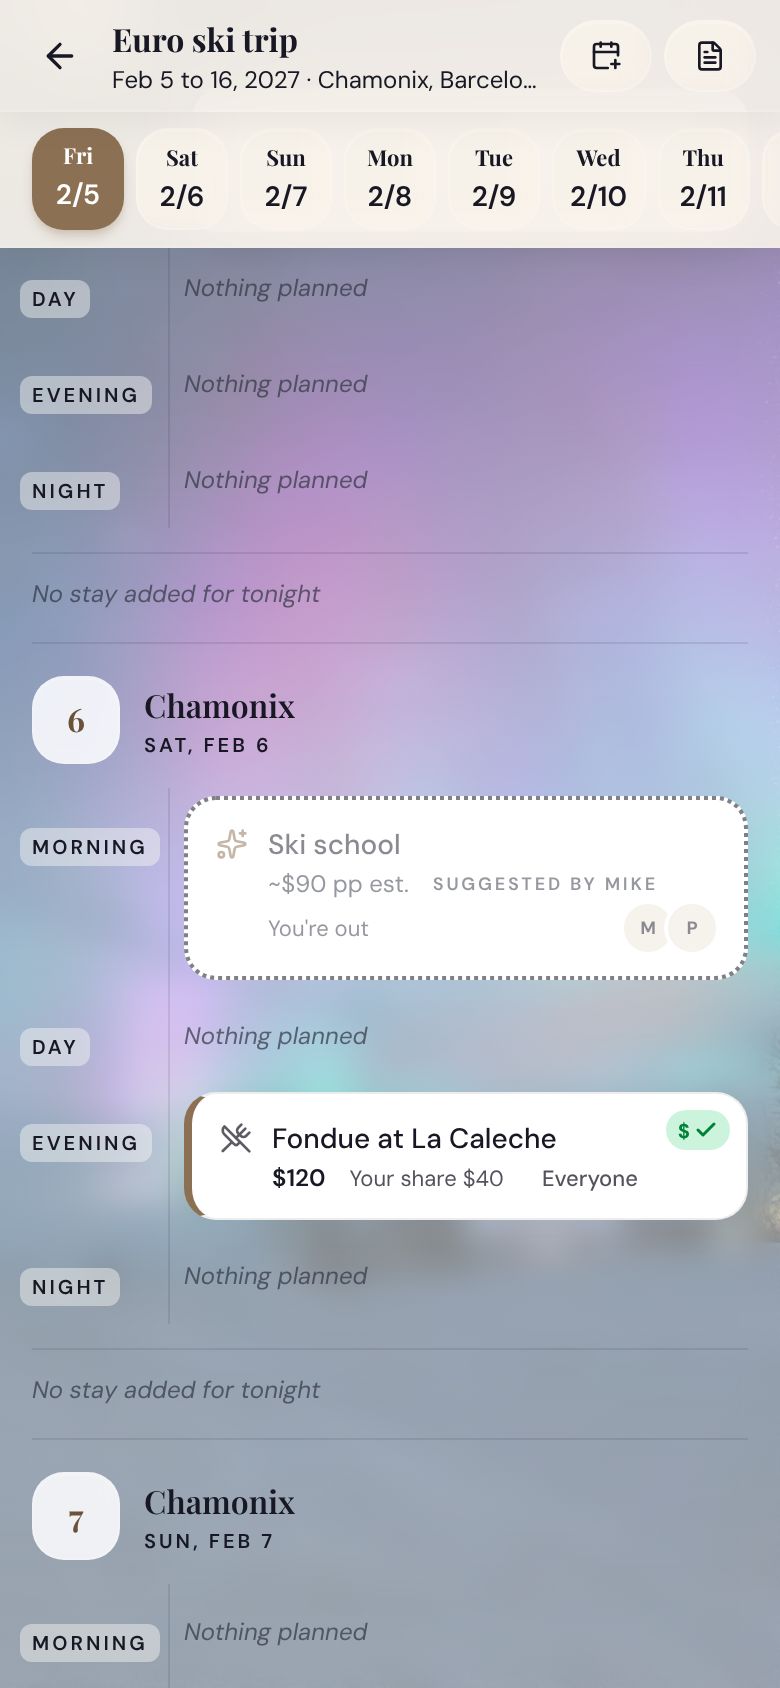 Euro ski trip
Feb 5 to 16, 2027 · Chamonix, Barcelo...
Fri Sat Sun Mon Tue Wed Thu
2/5 2/6 2/7 2/8 2/9 2/10 2/11
DAY Nothing planned
EVENING Nothing planned
NIGHT Nothing planned
No stay added for tonight
6 Chamonix
SAT, FEB 6
MORNING Ski school
~$90 pp est. SUGGESTED BY MIKE
You're out M P
DAY Nothing planned
EVENING Fondue at La Caleche $
$120 Your share $40 Everyone
NIGHT Nothing planned
No stay added for tonight
7 Chamonix
SUN, FEB 7
MORNING Nothing planned